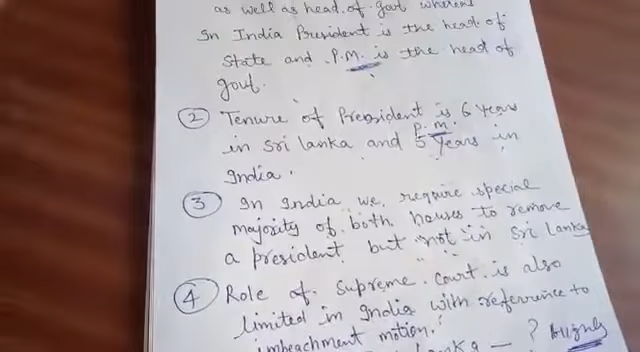 as well as head of govt whereas
In India President is the head of
State and P.M. is the head of
govt.
② Tenure of President is 6 years
P.M.
in Sri lanka and 5 years in
India.
③ In India we require special
majority of both houses to remove
a president but not in Sri Lanka
④ Role of Supreme Court is also
limited in India with reference to
impeachment motion.
Lanka — ?